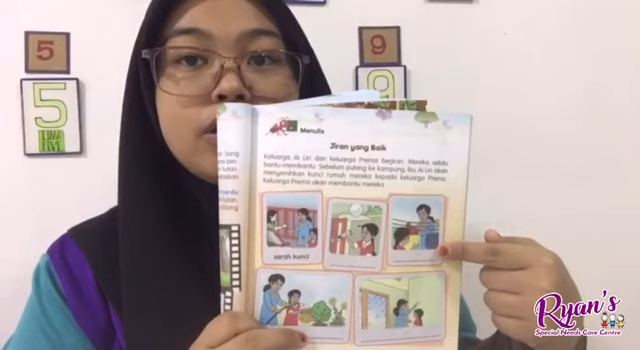 5
5
LIMA
FIVE
9
9
Menulis
Jiran yang Baik
Keluarga Ai Lin dan keluarga Prema berjiran. Mereka selalu
bantu-membantu. Sebelum pulang ke kampung, ibu Ai Lin akan
menyerahkan kunci rumah mereka kepada keluarga Prema.
Keluarga Prema akan membantu mereka
serah kunci
Ryan's
Special Needs Care Centre